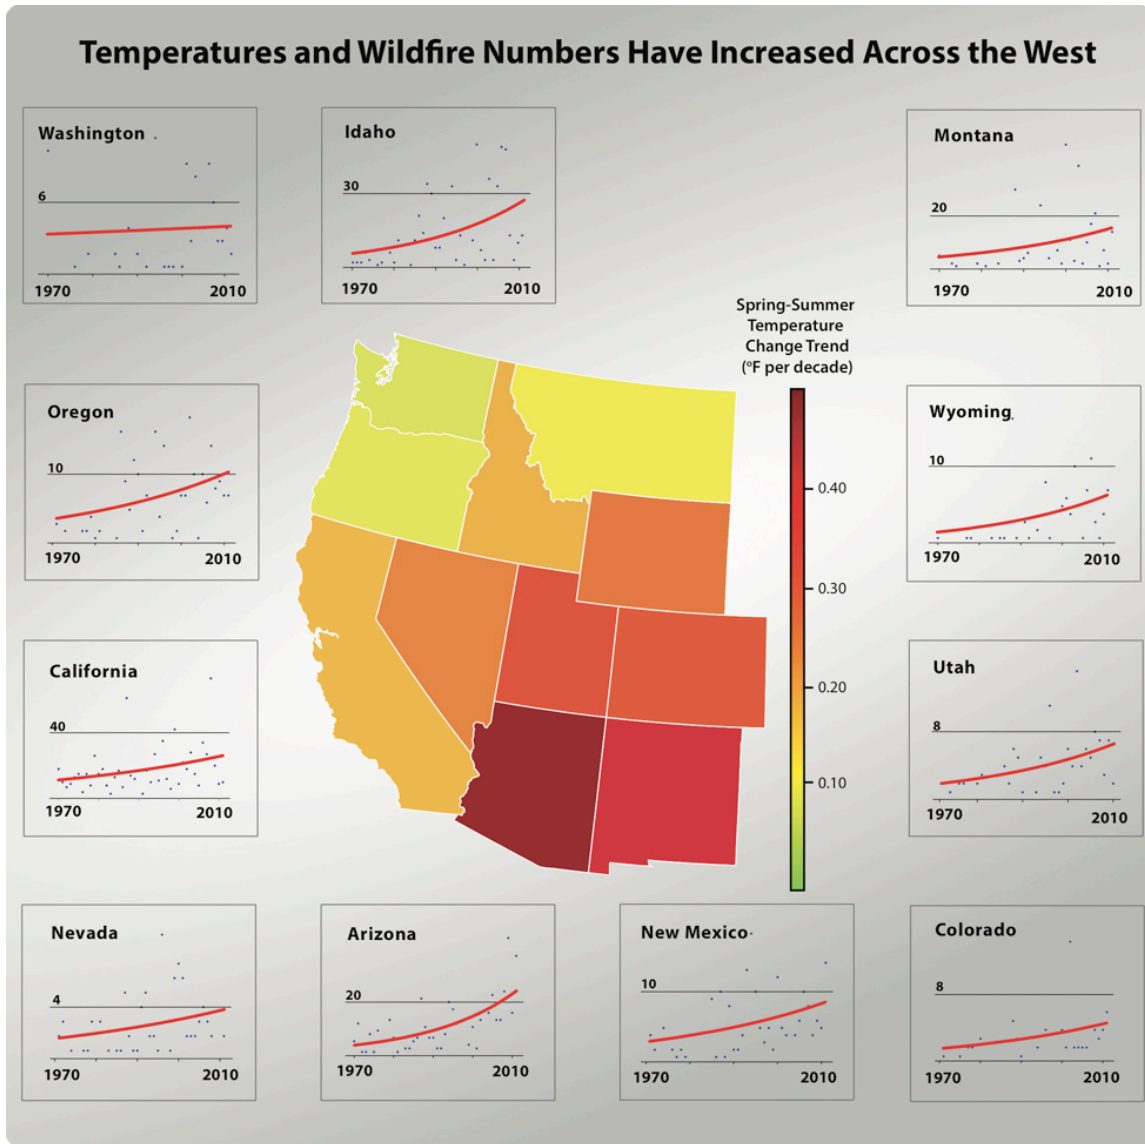 Temperatures and Wildfire Numbers Have Increased Across the West
Washington
6
1970 2010
Idaho
30
1970 2010
Montana
20
1970 2010
Spring-Summer
Temperature
Change Trend
(ºF per decade)
0.40
0.30
0.20
0.10
Oregon
10
1970 2010
Wyoming
10
1970 2010
California
40
1970 2010
Utah
8
1970 2010
Nevada
4
1970 2010
Arizona
20
1970 2010
New Mexico
10
1970 2010
Colorado
8
1970 2010